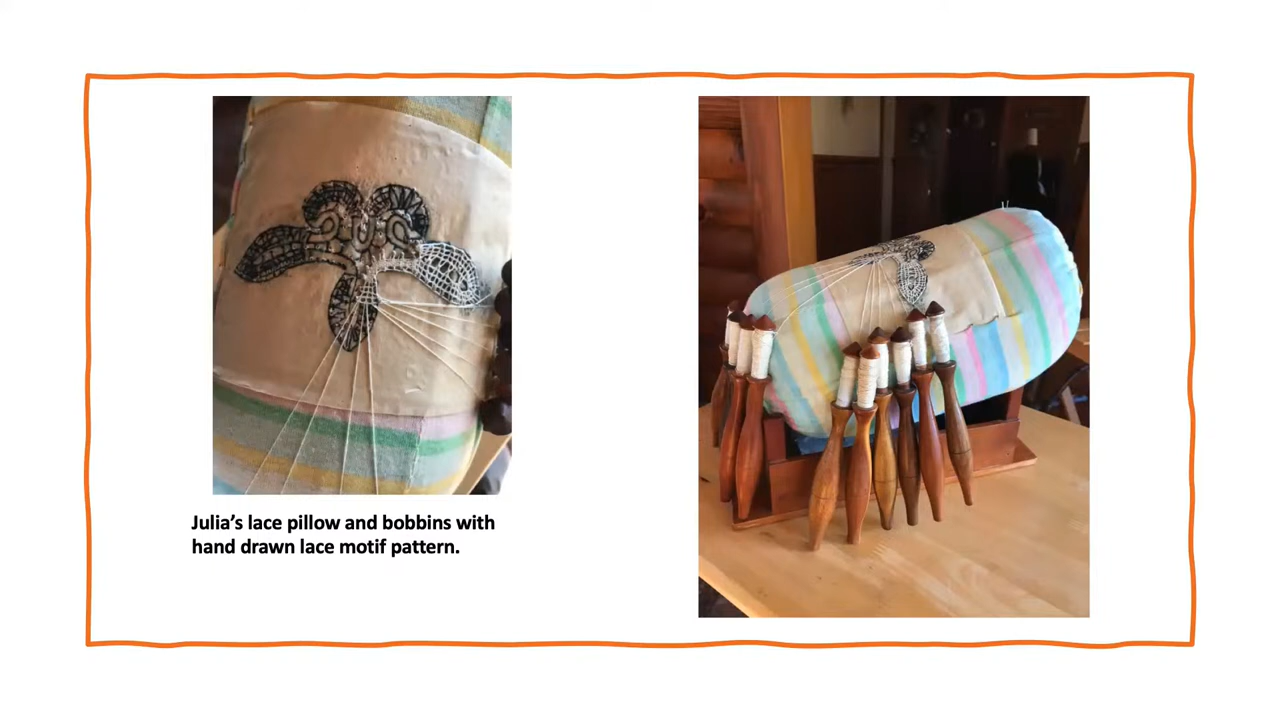 Julia’s lace pillow and bobbins with
hand drawn lace motif pattern.